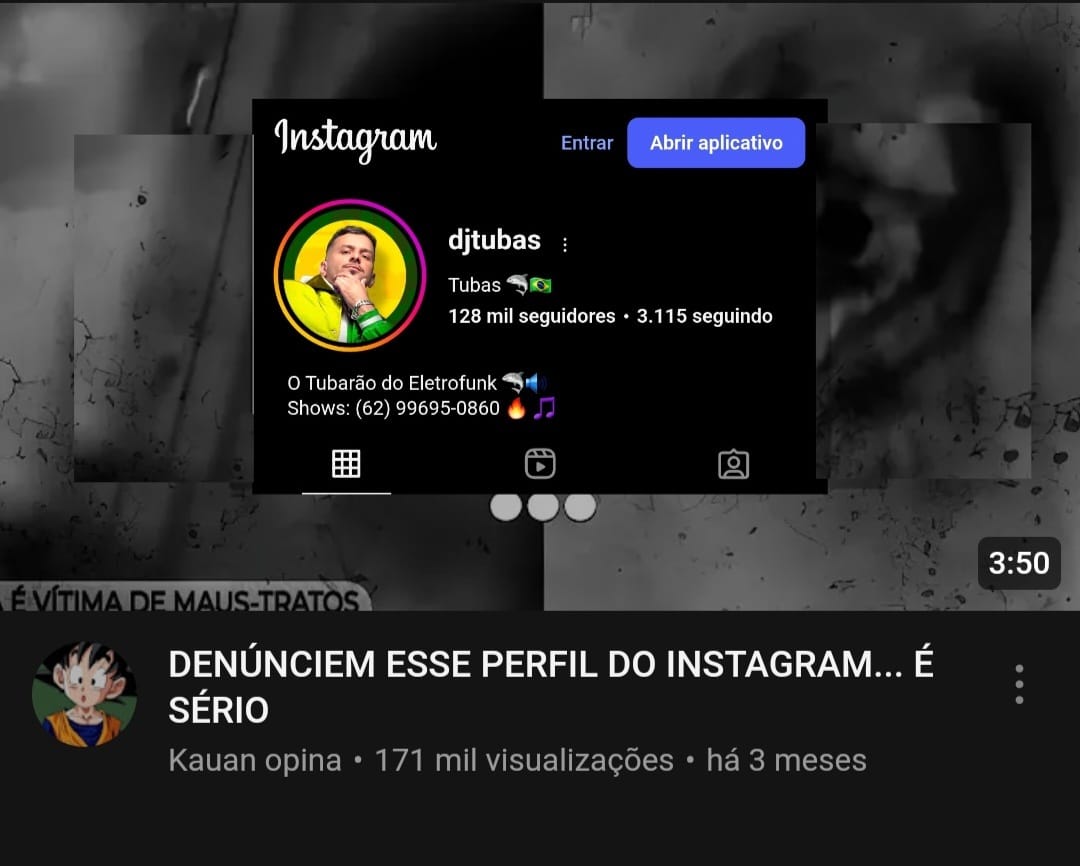 Instagram
Entrar
Abrir aplicativo
djtubas
Tubas 🦈🇧🇷
128 mil seguidores • 3.115 seguindo
O Tubarão do Eletrofunk 🦈🔊
Shows: (62) 99695-0860 🔥🎵
3:50
É VÍTIMA DE MAUS-TRATOS
DENÚNCIEM ESSE PERFIL DO INSTAGRAM... É
SÉRIO
Kauan opina • 171 mil visualizações • há 3 meses